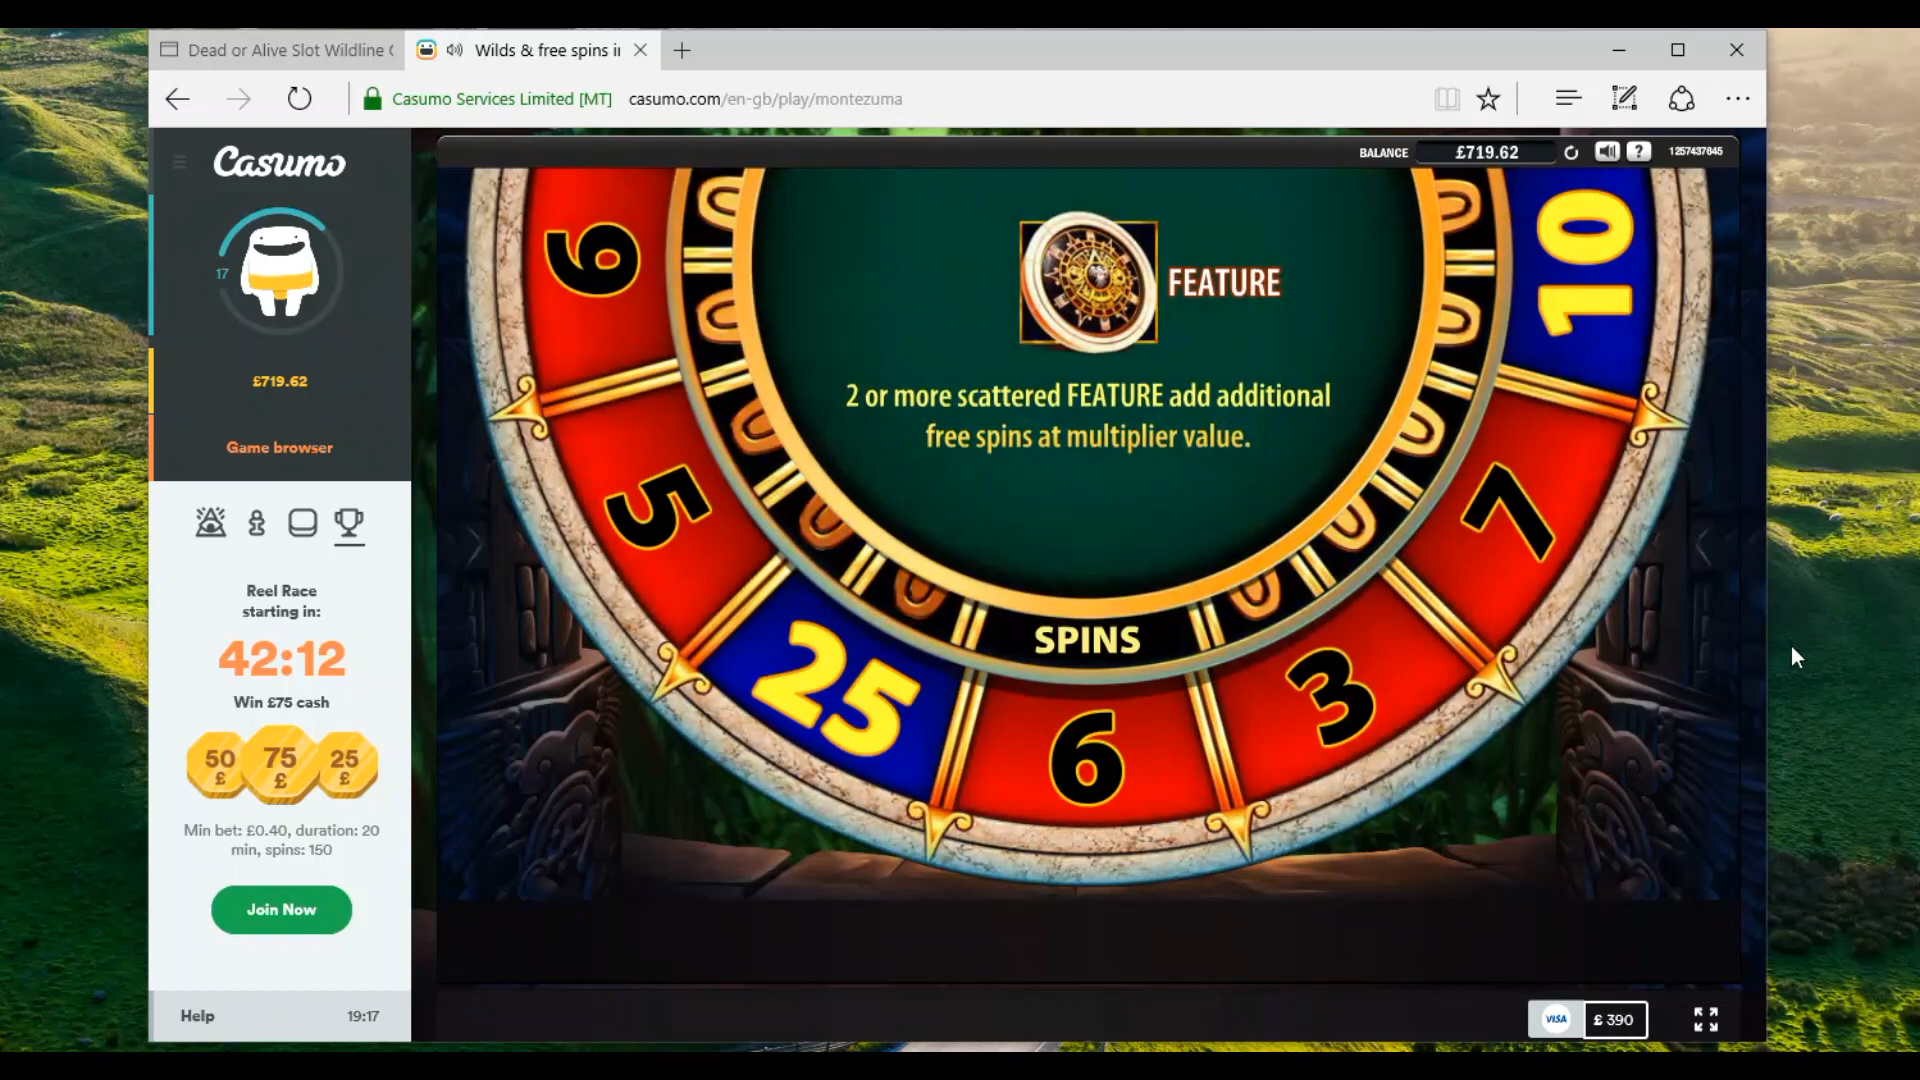 Dead or Alive Slot Wildline
Wilds & free spins
Casumo Services Limited [MT] casumo.com/en-gb/play/montezuma
Casumo
BALANCE £719.62 ? 1257437645
17
£719.62
Game browser
Reel Race
starting in:
42:12
Win £75 cash
50 £
75 £
25 £
Min bet: £0.40, duration: 20
min, spins: 150
Join Now
Help 19:17
FEATURE
2 or more scattered FEATURE add additional
free spins at multiplier value.
SPINS
9
5
25
6
3
7
10
VISA £ 390